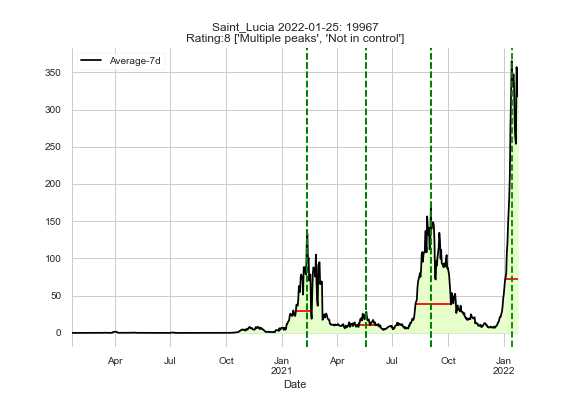 Saint_Lucia 2022-01-25: 19967
Rating:8 ['Multiple peaks', 'Not in control']
Average-7d
350
300
250
200
150
100
50
0
Apr Jul Oct Jan Apr Jul Oct Jan
2021 2022
Date